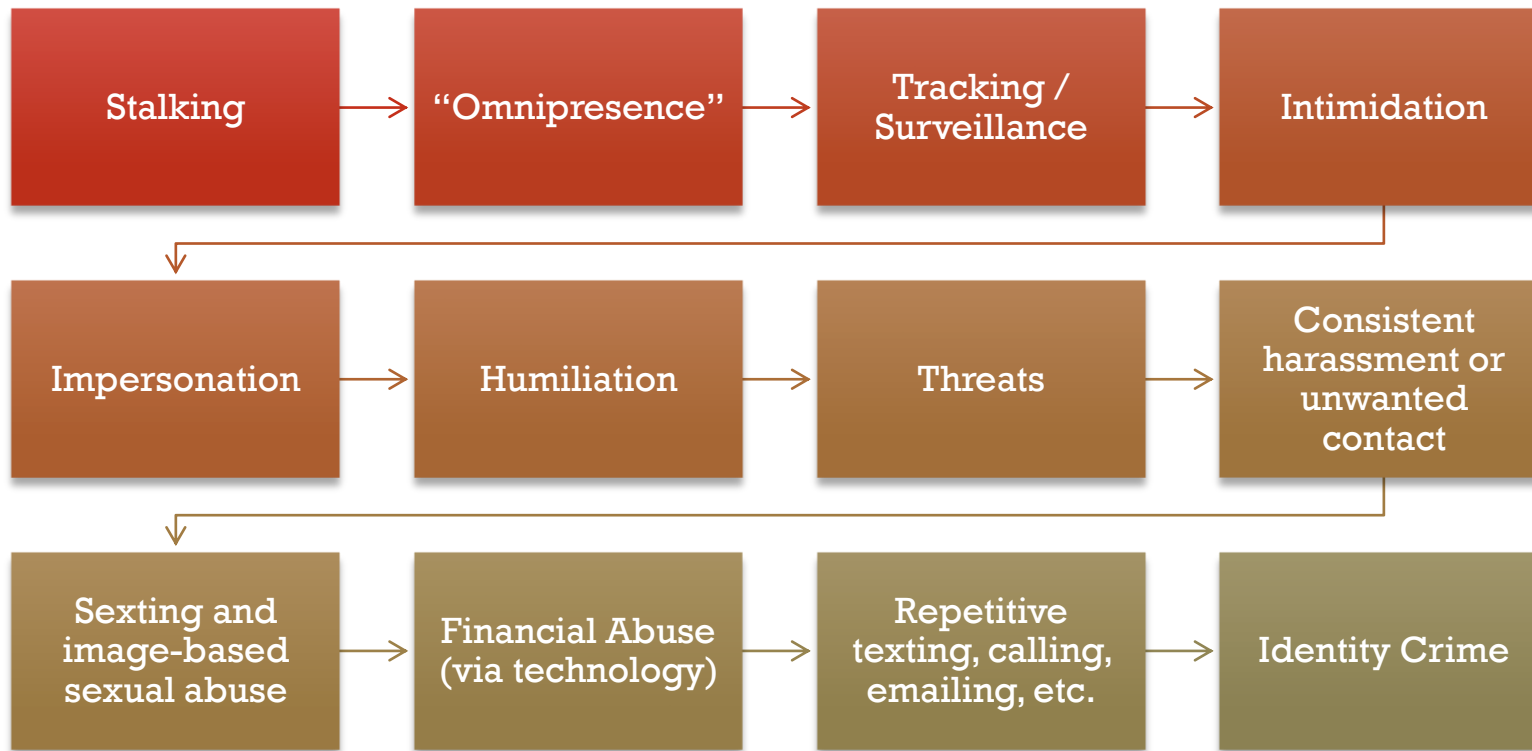 Stalking
“Omnipresence”
Tracking /
Surveillance
Intimidation
Impersonation
Humiliation
Threats
Consistent
harassment or
unwanted
contact
Sexting and
image-based
sexual abuse
Financial Abuse
(via technology)
Repetitive
texting, calling,
emailing, etc.
Identity Crime